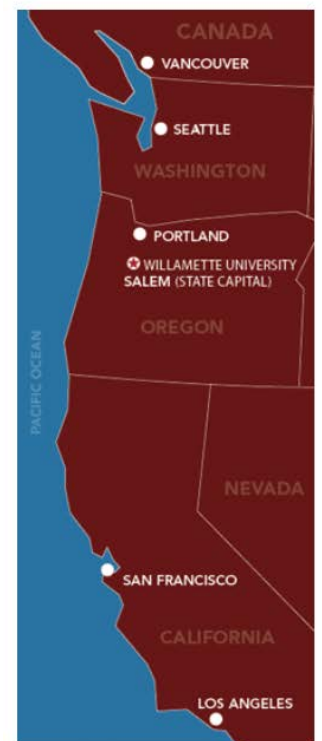 CANADA
VANCOUVER
SEATTLE
WASHINGTON
PORTLAND
WILLAMETTE UNIVERSITY
SALEM (STATE CAPITAL)
OREGON
PACIFIC OCEAN
NEVADA
SAN FRANCISCO
CALIFORNIA
LOS ANGELES